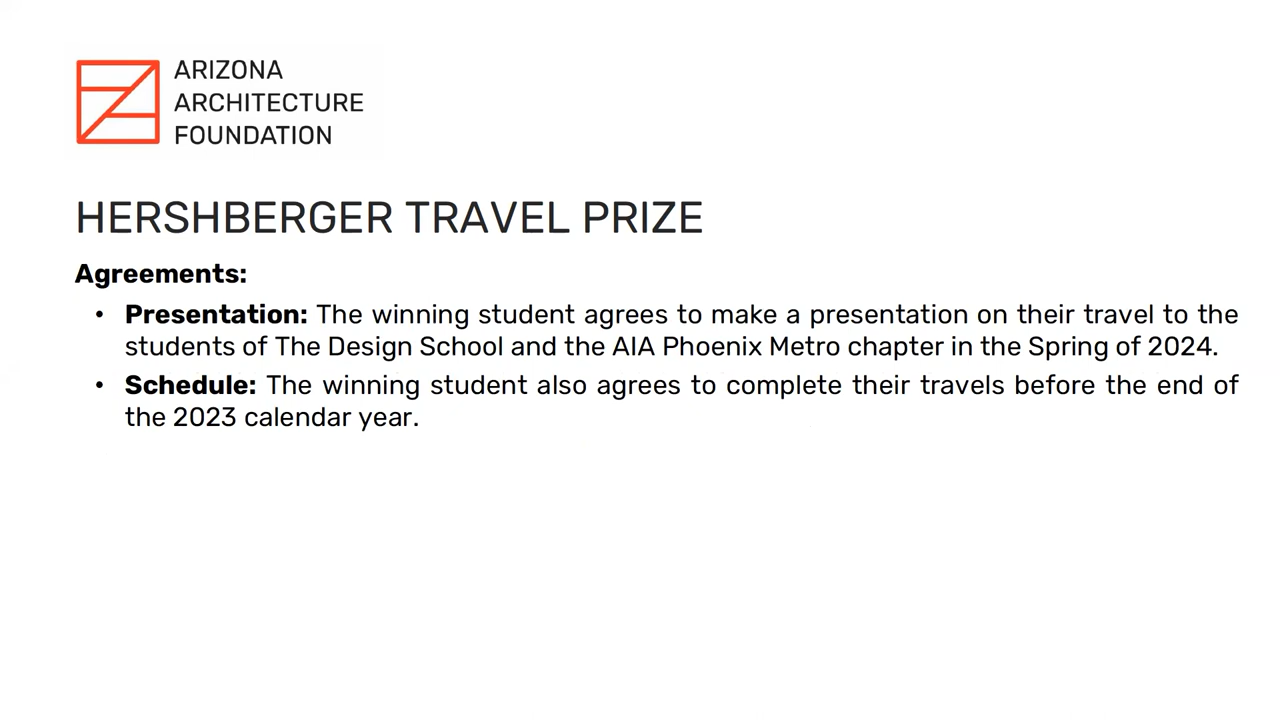 ARIZONA
ARCHITECTURE
FOUNDATION
HERSHBERGER TRAVEL PRIZE
Agreements:
• Presentation: The winning student agrees to make a presentation on their travel to the
students of The Design School and the AIA Phoenix Metro chapter in the Spring of 2024.
• Schedule: The winning student also agrees to complete their travels before the end of
the 2023 calendar year.